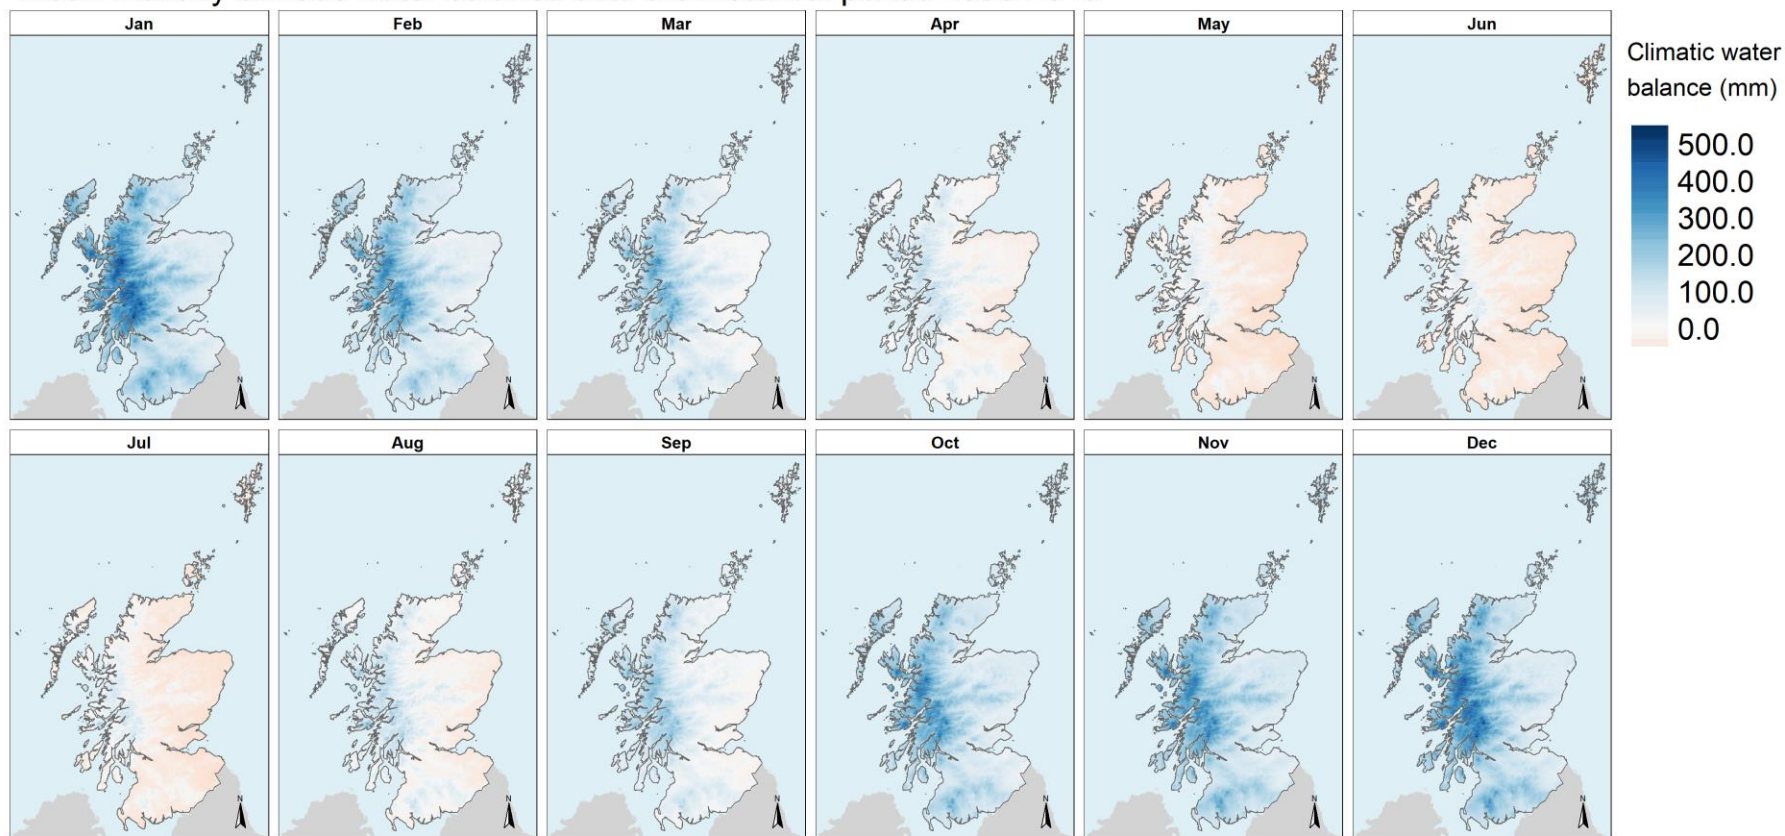 Jan Feb Mar Apr May Jun
Climatic water
balance (mm)
500.0
400.0
300.0
200.0
100.0
0.0
N N N N N N
Jul Aug Sep Oct Nov Dec
N N N N N N